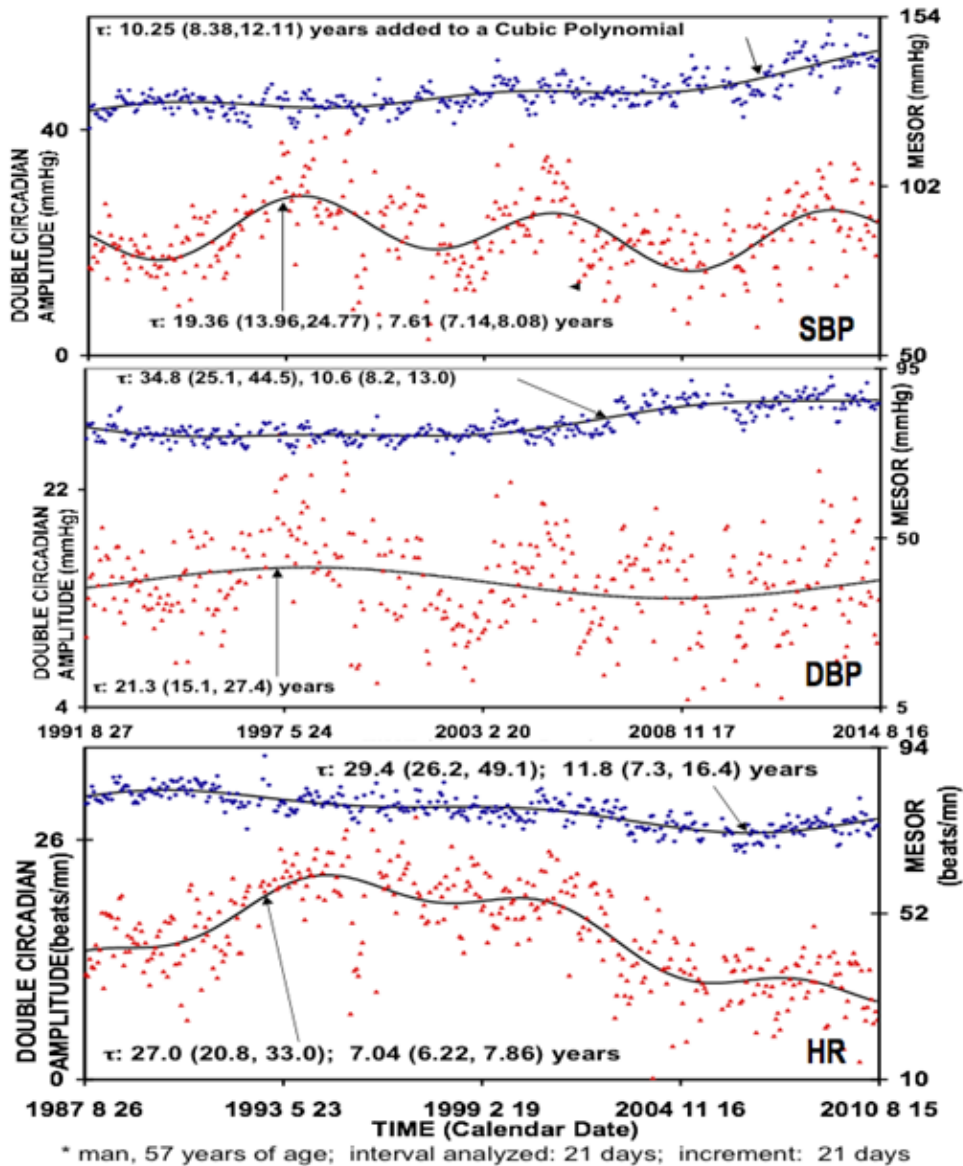 154
τ: 10.25 (8.38,12.11) years added to a Cubic Polynomial
40
102
DOUBLE CIRCADIAN
AMPLITUDE (mmHg)
MESOR (mmHg)
τ: 19.36 (13.96,24.77) , 7.61 (7.14,8.08) years
SBP
0
50
95
τ: 34.8 (25.1, 44.5), 10.6 (8.2, 13.0)
22
50
DOUBLE CIRCADIAN
AMPLITUDE (mmHg)
MESOR (mmHg)
τ: 21.3 (15.1, 27.4) years
DBP
4
5
1991 8 27
1997 5 24
2003 2 20
2008 11 17
2014 8 16
94
τ: 29.4 (26.2, 49.1); 11.8 (7.3, 16.4) years
26
52
DOUBLE CIRCADIAN
AMPLITUDE(beats/mn)
MESOR
(beats/mn)
τ: 27.0 (20.8, 33.0); 7.04 (6.22, 7.86) years
HR
0
10
1987 8 26
1993 5 23
1999 2 19
2004 11 16
2010 8 15
TIME (Calendar Date)
* man, 57 years of age; interval analyzed: 21 days; increment: 21 days